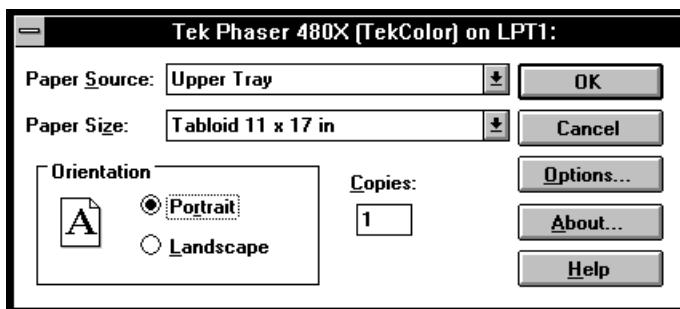 Tek Phaser 480X (TekColor) on LPT1:
Paper Source: Upper Tray
OK
Paper Size: Tabloid 11 x 17 in
Cancel
Orientation
A
Portrait
Landscape
Copies:
1
Options...
About...
Help